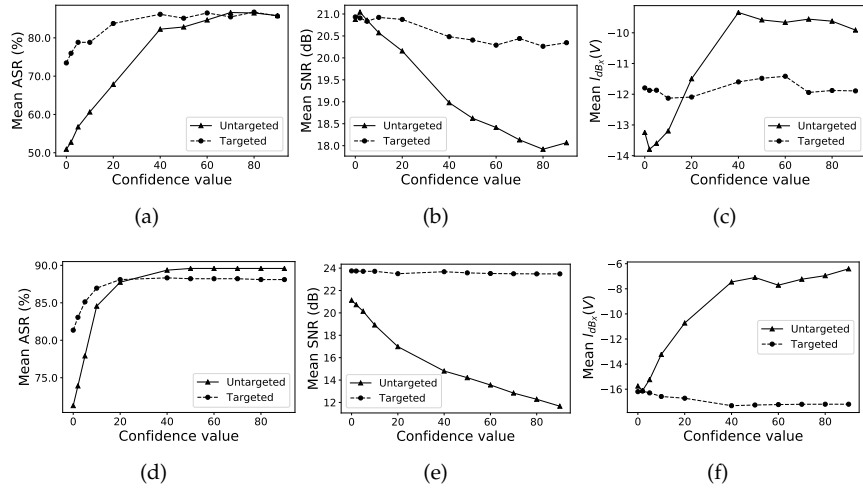 Mean ASR (%)
80.0
70.0
60.0
50.0
0 20 40 60 80
Confidence value
Untargeted
Targeted
(a)
Mean SNR (dB)
21.0
20.5
20.0
19.5
19.0
18.5
18.0
0 20 40 60 80
Confidence value
Untargeted
Targeted
(b)
Mean l_dB_x(V)
−10
−11
−12
−13
−14
0 20 40 60 80
Confidence value
Untargeted
Targeted
(c)
Mean ASR (%)
90.0
85.0
80.0
75.0
0 20 40 60 80
Confidence value
Untargeted
Targeted
(d)
Mean SNR (dB)
24
22
20
18
16
14
12
0 20 40 60 80
Confidence value
Untargeted
Targeted
(e)
Mean l_dB_x(V)
−6
−8
−10
−12
−14
−16
0 20 40 60 80
Confidence value
Untargeted
Targeted
(f)